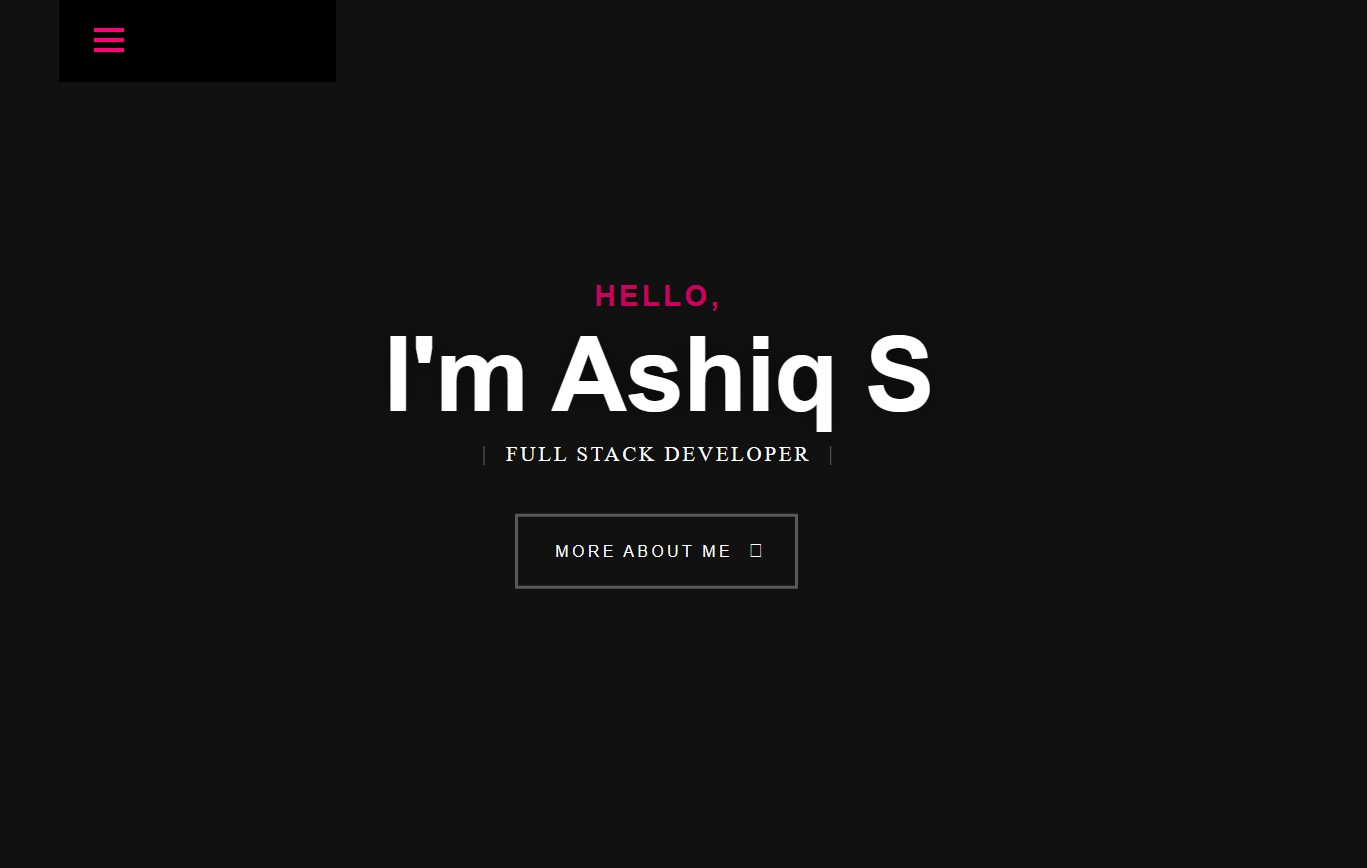 HELLO,
I'm Ashiq S
| FULL STACK DEVELOPER |
MORE ABOUT ME